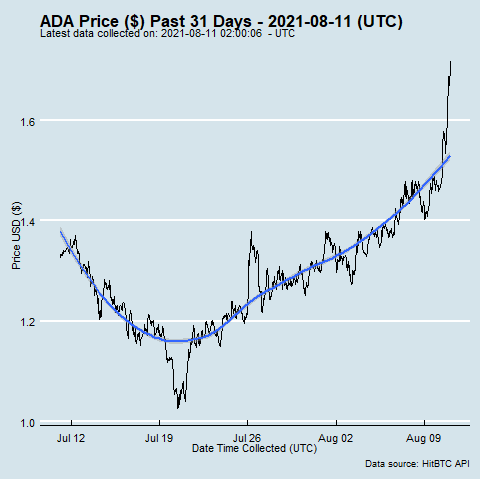 ADA Price ($) Past 31 Days - 2021-08-11 (UTC)
Latest data collected on: 2021-08-11 02:00:06 - UTC
Price USD ($)
1.6
1.4
1.2
1.0
Jul 12 Jul 19 Jul 26 Aug 02 Aug 09
Date Time Collected (UTC)
Data source: HitBTC API